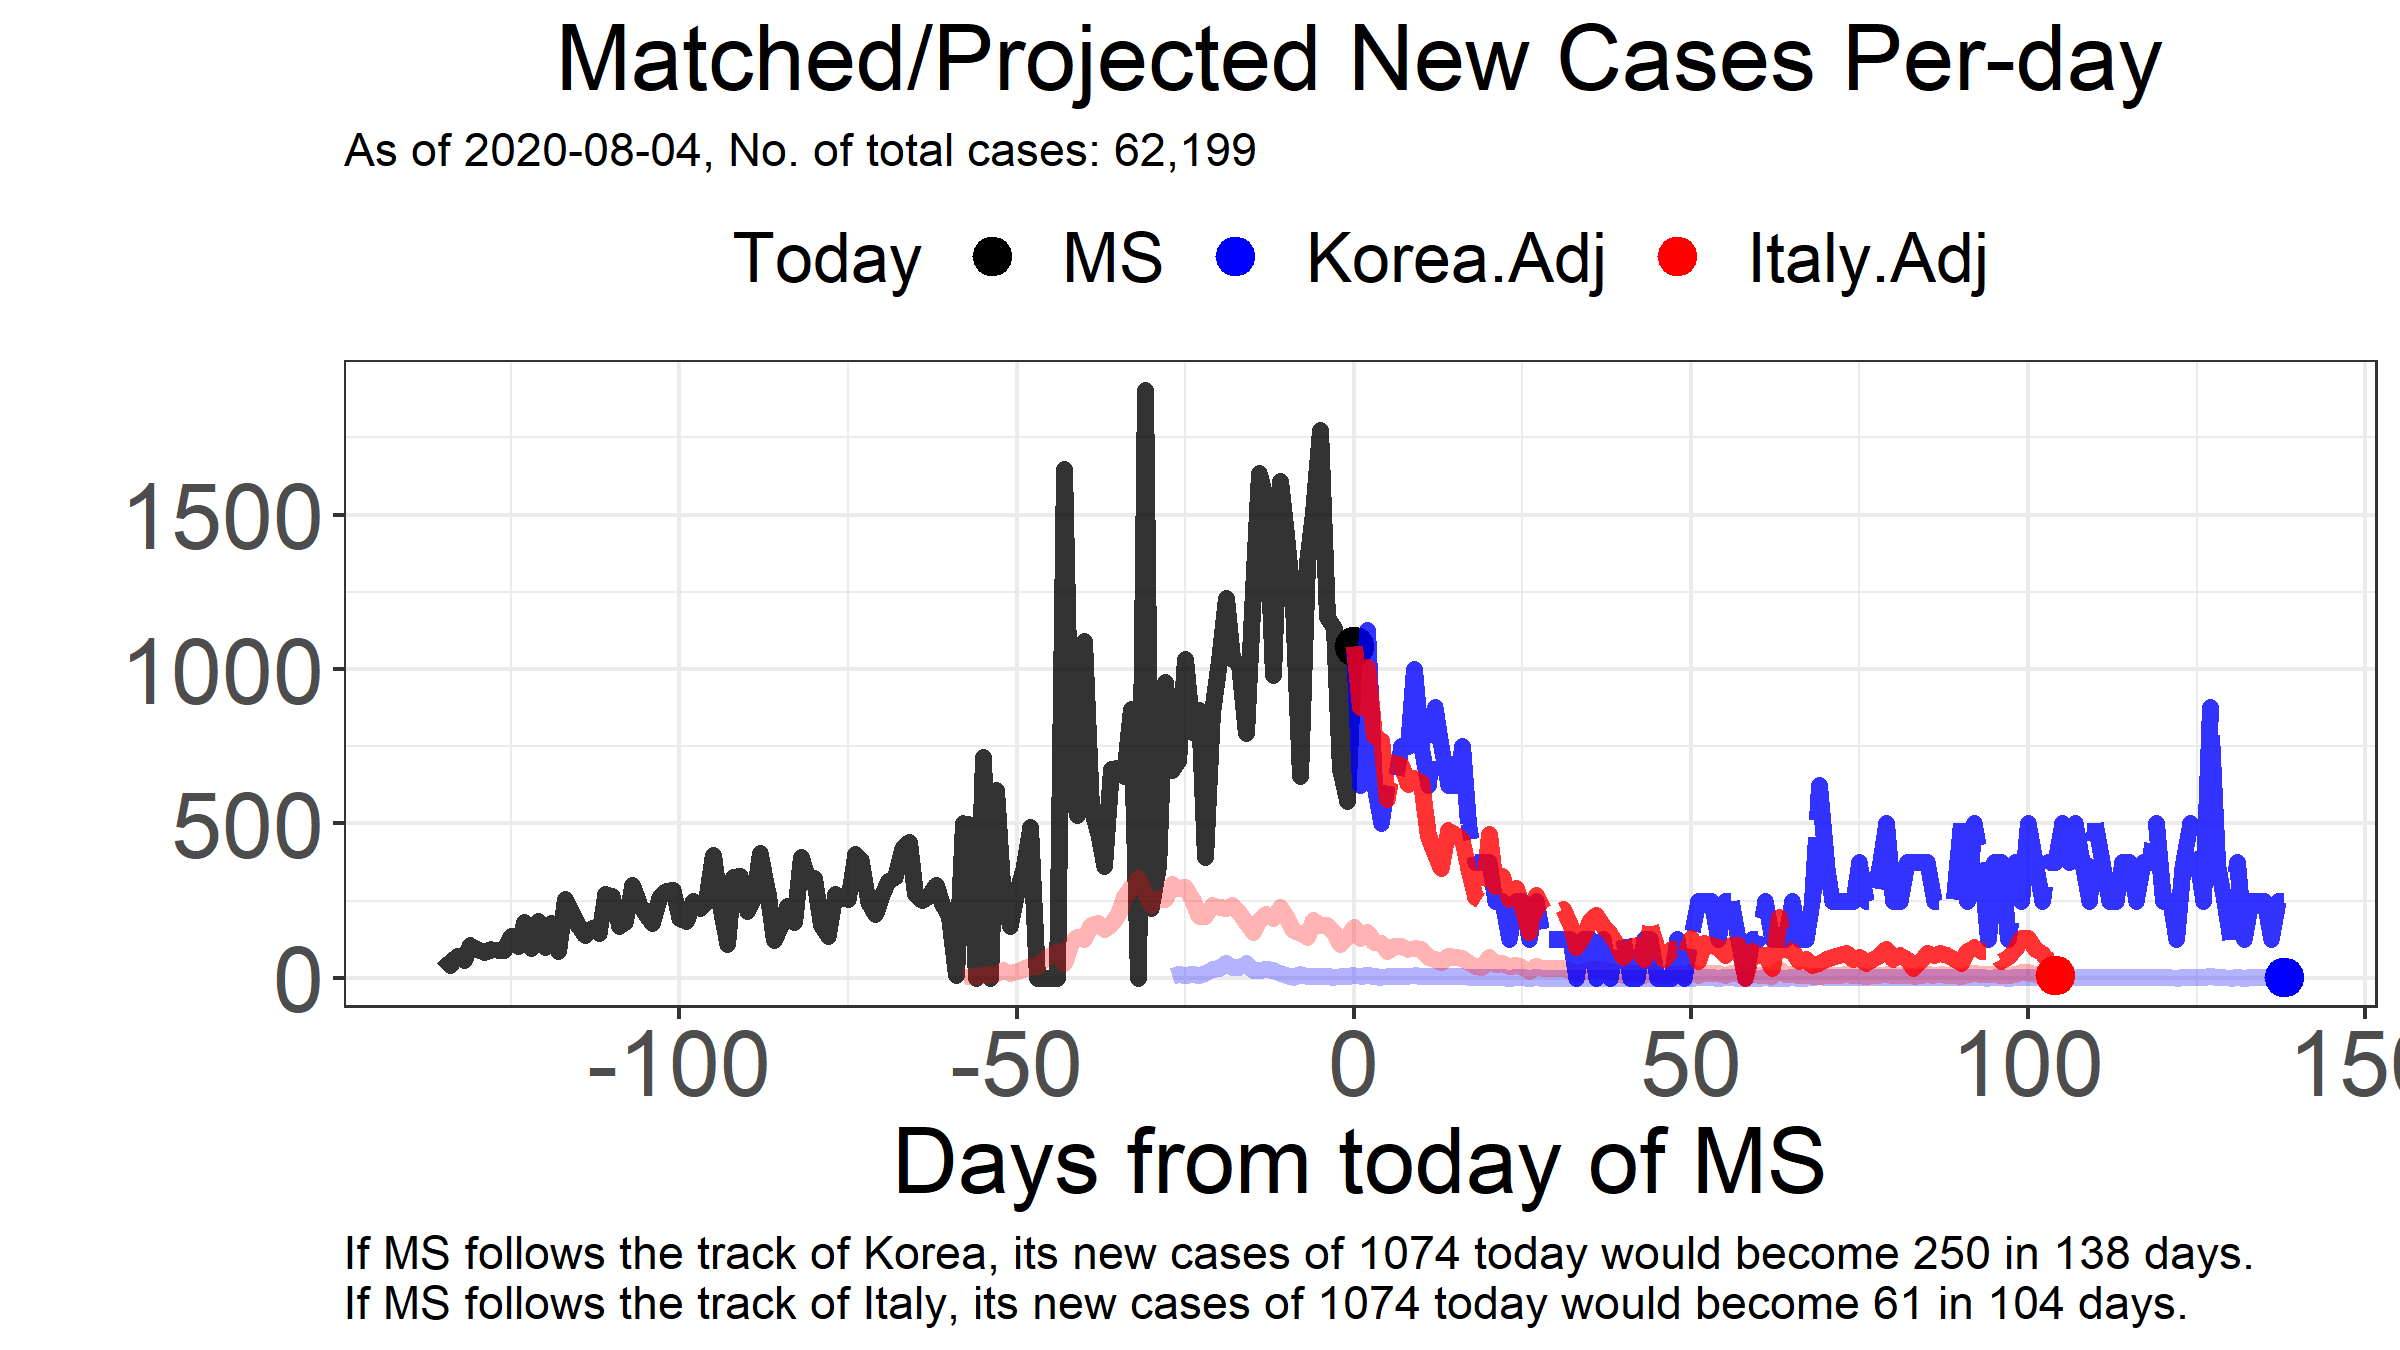 Matched/Projected New Cases Per-day
As of 2020-08-04, No. of total cases: 62,199
Today MS Korea.Adj Italy.Adj
1500
1000
500
0
-100 -50 0 50 100 150
Days from today of MS
If MS follows the track of Korea, its new cases of 1074 today would become 250 in 138 days.
If MS follows the track of Italy, its new cases of 1074 today would become 61 in 104 days.